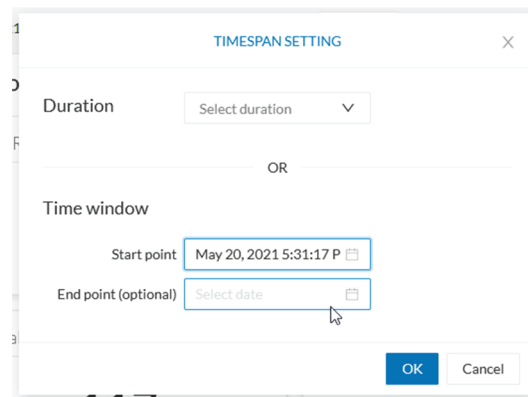 TIMESPAN SETTING
Duration
Select duration
OR
Time window
Start point
May 20, 2021 5:31:17 P
End point (optional)
Select date
OK
Cancel